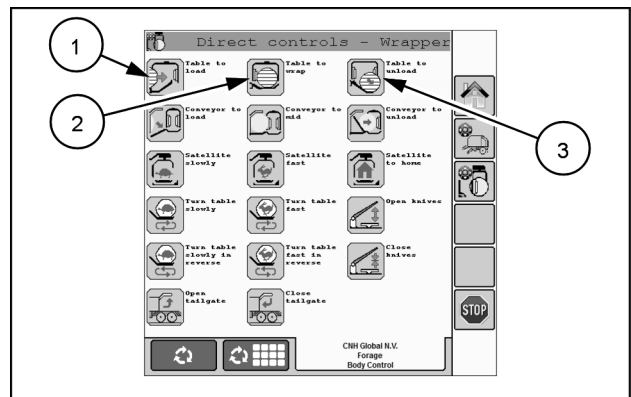 1
2
3
Direct controls - Wrapper
Table to
load
Table to
wrap
Table to
unload
Conveyor to
load
Conveyor to
mid
Conveyor to
unload
Satellite
slowly
Satellite
fast
Satellite
to home
Turn table
slowly
Turn table
fast
Open knives
Turn table
slowly in
reverse
Turn table
fast in
reverse
Close
knives
Open
tailgate
Close
tailgate
STOP
CNH Global N.V.
Forage
Body Control